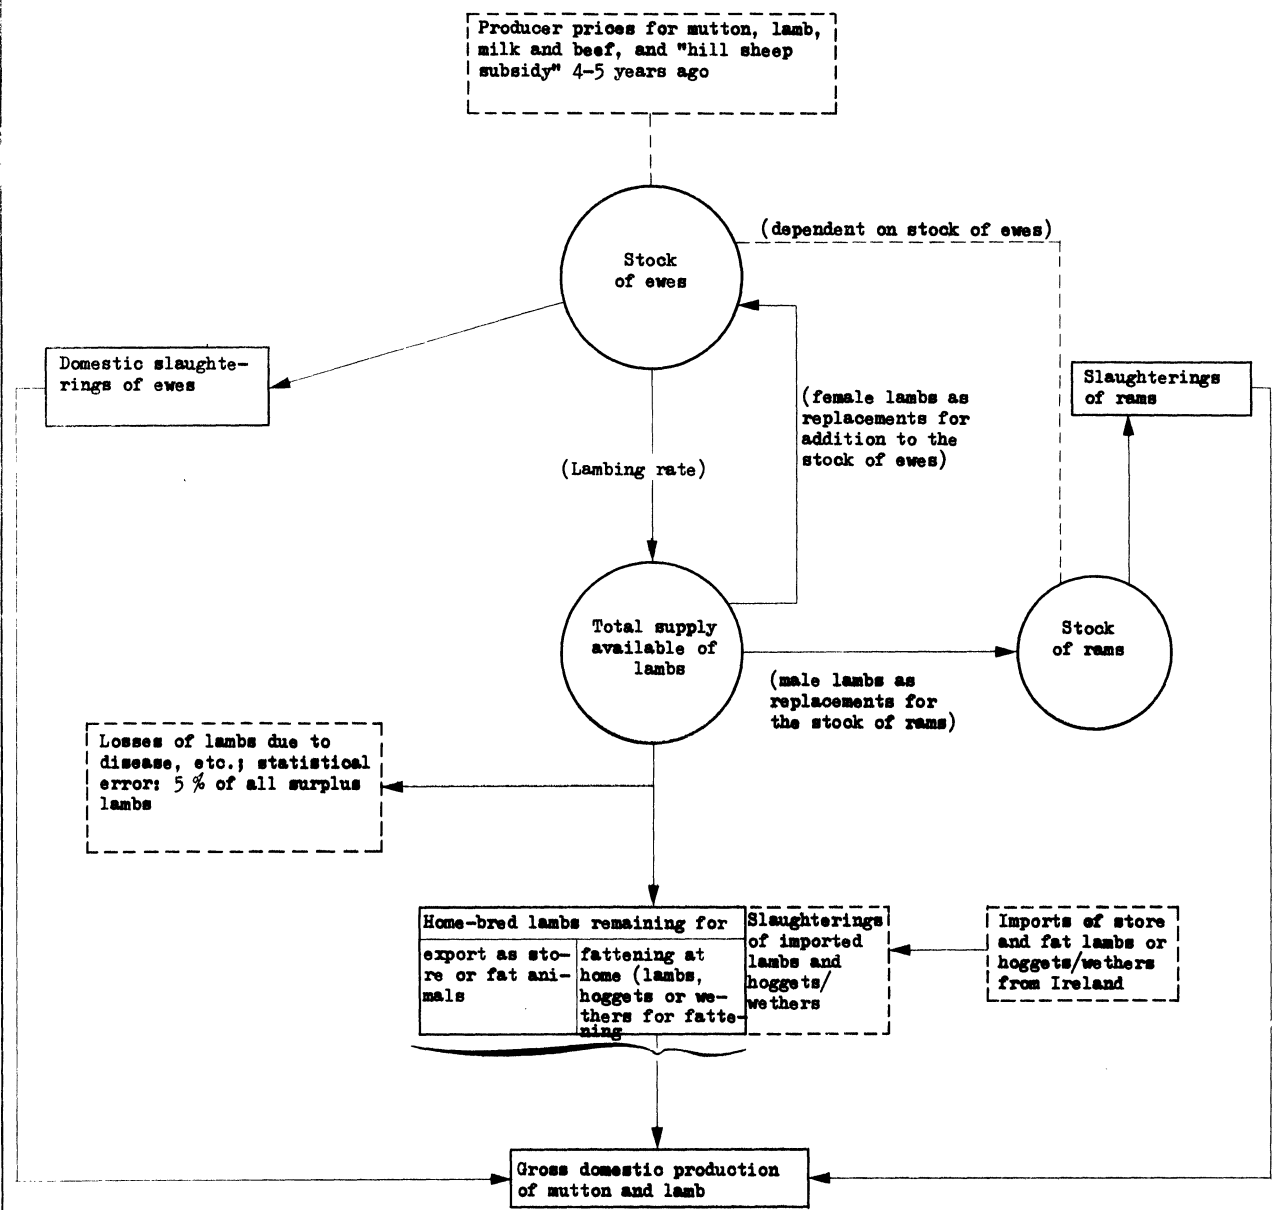 Producer prices for mutton, lamb,
milk and beef, and "hill sheep
subsidy" 4-5 years ago
(dependent on stock of ewes)
Stock
of ewes
Domestic slaughte-
rings of ewes
Slaughterings
of rams
(female lambs as
replacements for
addition to the
stock of ewes)
(Lambing rate)
Total supply
available of
lambs
Stock
of rams
(male lambs as
replacements for
the stock of rams)
Losses of lambs due to
disease, etc.; statistical
error: 5 % of all surplus
lambs
Home-bred lambs remaining for
export as sto-
re or fat ani-
mals
fattening at
home (lambs,
hoggets or we-
thers for fatte-
ning
Slaughterings
of imported
lambs and
hoggets/
wethers
Imports of store
and fat lambs or
hoggets/wethers
from Ireland
Gross domestic production
of mutton and lamb